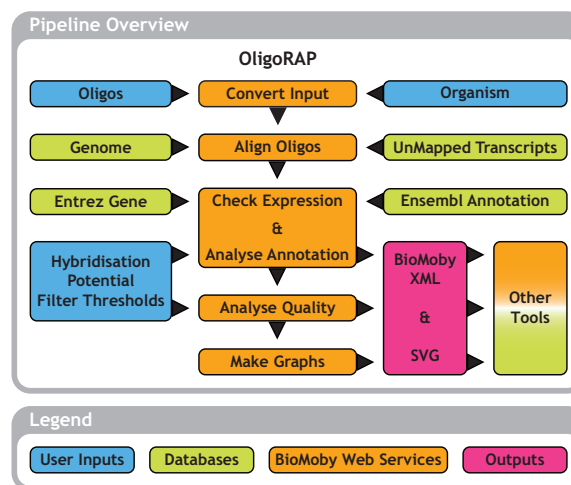 Pipeline Overview
OligoRAP
Oligos
Convert Input
Organism
Genome
Align Oligos
UnMapped Transcripts
Entrez Gene
Check Expression
&
Analyse Annotation
Ensembl Annotation
Hybridisation
Potential
Filter Thresholds
BioMoby
XML
&
SVG
Other
Tools
Analyse Quality
Make Graphs
Legend
User Inputs
Databases
BioMoby Web Services
Outputs